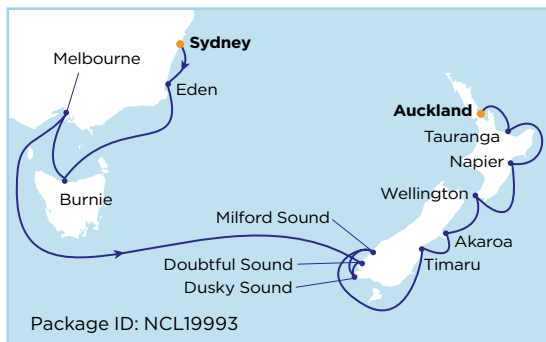 Sydney
Melbourne
Eden
Auckland
Tauranga
Napier
Burnie
Wellington
Milford Sound
Akaroa
Doubtful Sound
Timaru
Dusky Sound
Package ID: NCL19993